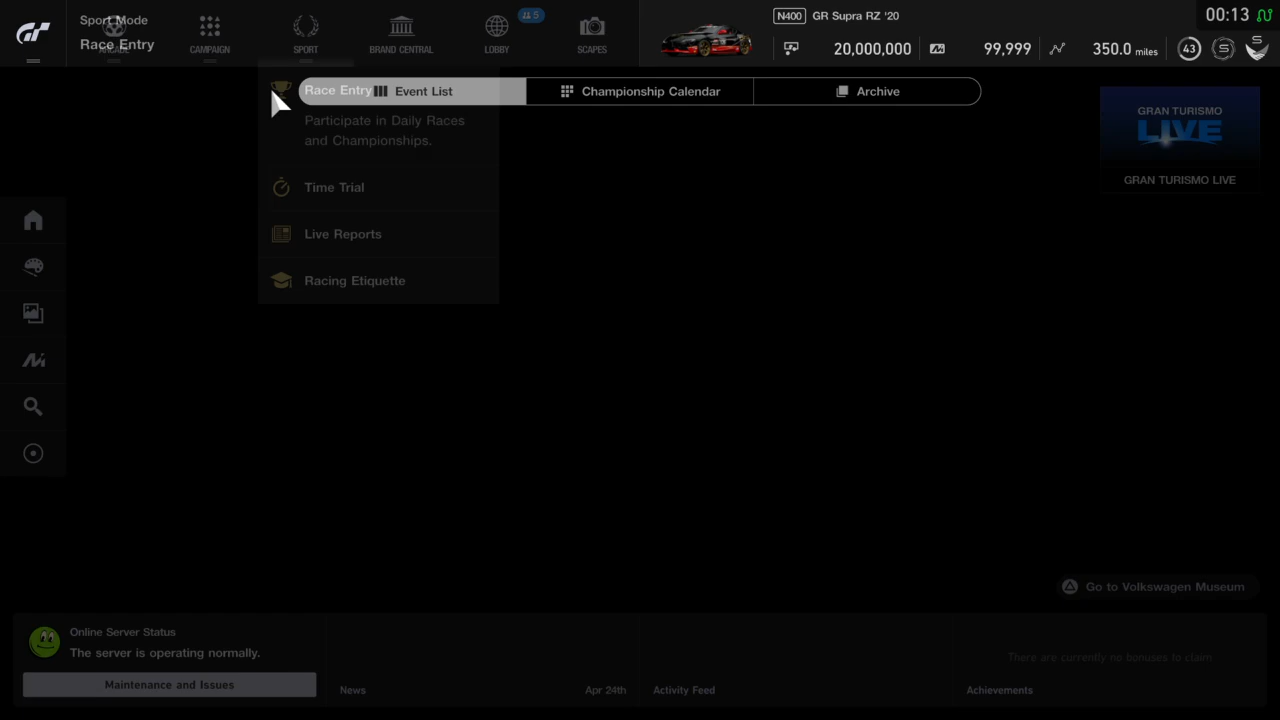 Sport Mode
Race Entry
ARCADE
CAMPAIGN
SPORT
BRAND CENTRAL
5
LOBBY
SCAPES
N400 GR Supra RZ '20
20,000,000
99,999
350.0 miles
43
S
S
00:13
Race Entry
Event List
Championship Calendar
Archive
Participate in Daily Races
and Championships.
Time Trial
Live Reports
Racing Etiquette
GRAN TURISMO
LIVE
GRAN TURISMO LIVE
Go to Volkswagen Museum
Online Server Status
The server is operating normally.
Maintenance and Issues
News
Apr 24th
Activity Feed
There are currently no bonuses to claim
Achievements